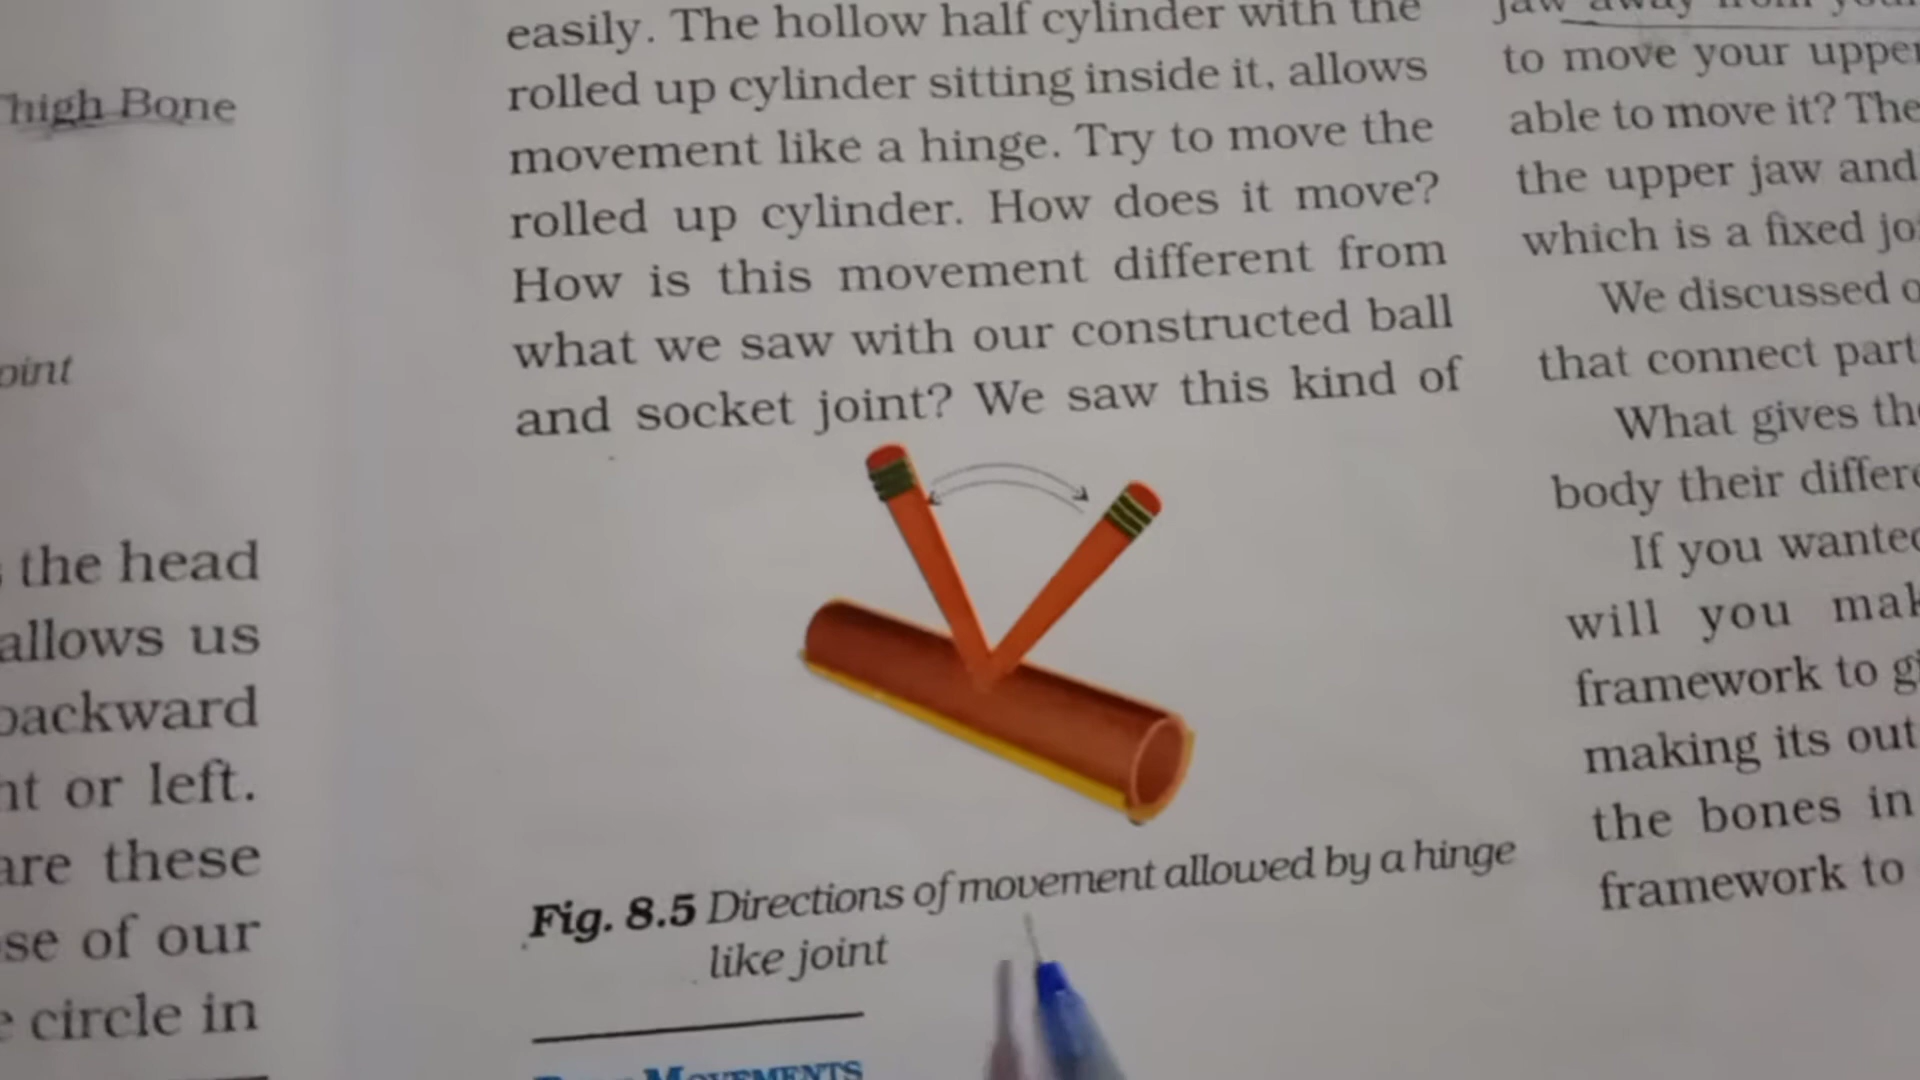 high Bone
oint
the head
allows us
backward
or left.
are these
of our
circle in
easily. The hollow half cylinder with the
rolled up cylinder sitting inside it, allows
movement like a hinge. Try to move the
rolled up cylinder. How does it move?
How is this movement different from
what we saw with our constructed ball
and socket joint? We saw this kind of
Fig. 8.5 Directions of movement allowed by a hinge
like joint
MOVEMENTS
jaw away from your
to move your upper
able to move it? The
the upper jaw and
which is a fixed
We discussed
that connect part
What gives the
body their differe
If you wanted
will you mak
framework to
making its out
the bones in
framework to